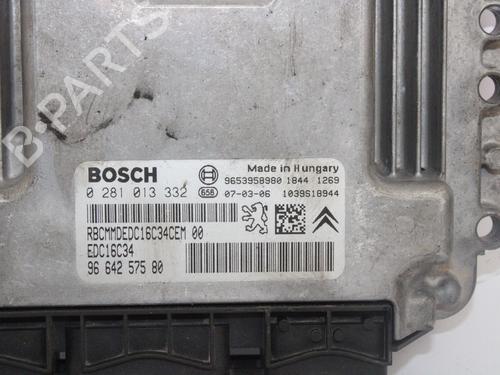 B-PARTS
BOSCH
Made in Hungary
9653958980 1844 1269
0 281 013 332 658 07-03-06 1039S18944
RBCMMDEDC16C34CEM 00
EDC16C34
96 642 575 80